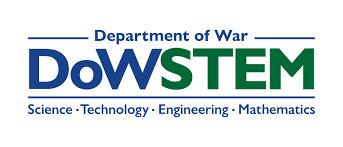 Department of War
DoWSTEM
Science · Technology · Engineering · Mathematics